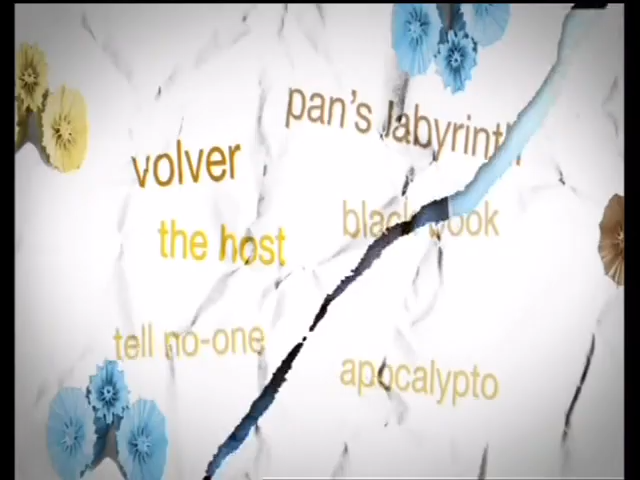 pan's labyrinth
volver
black book
the host
tell no-one
apocalypto